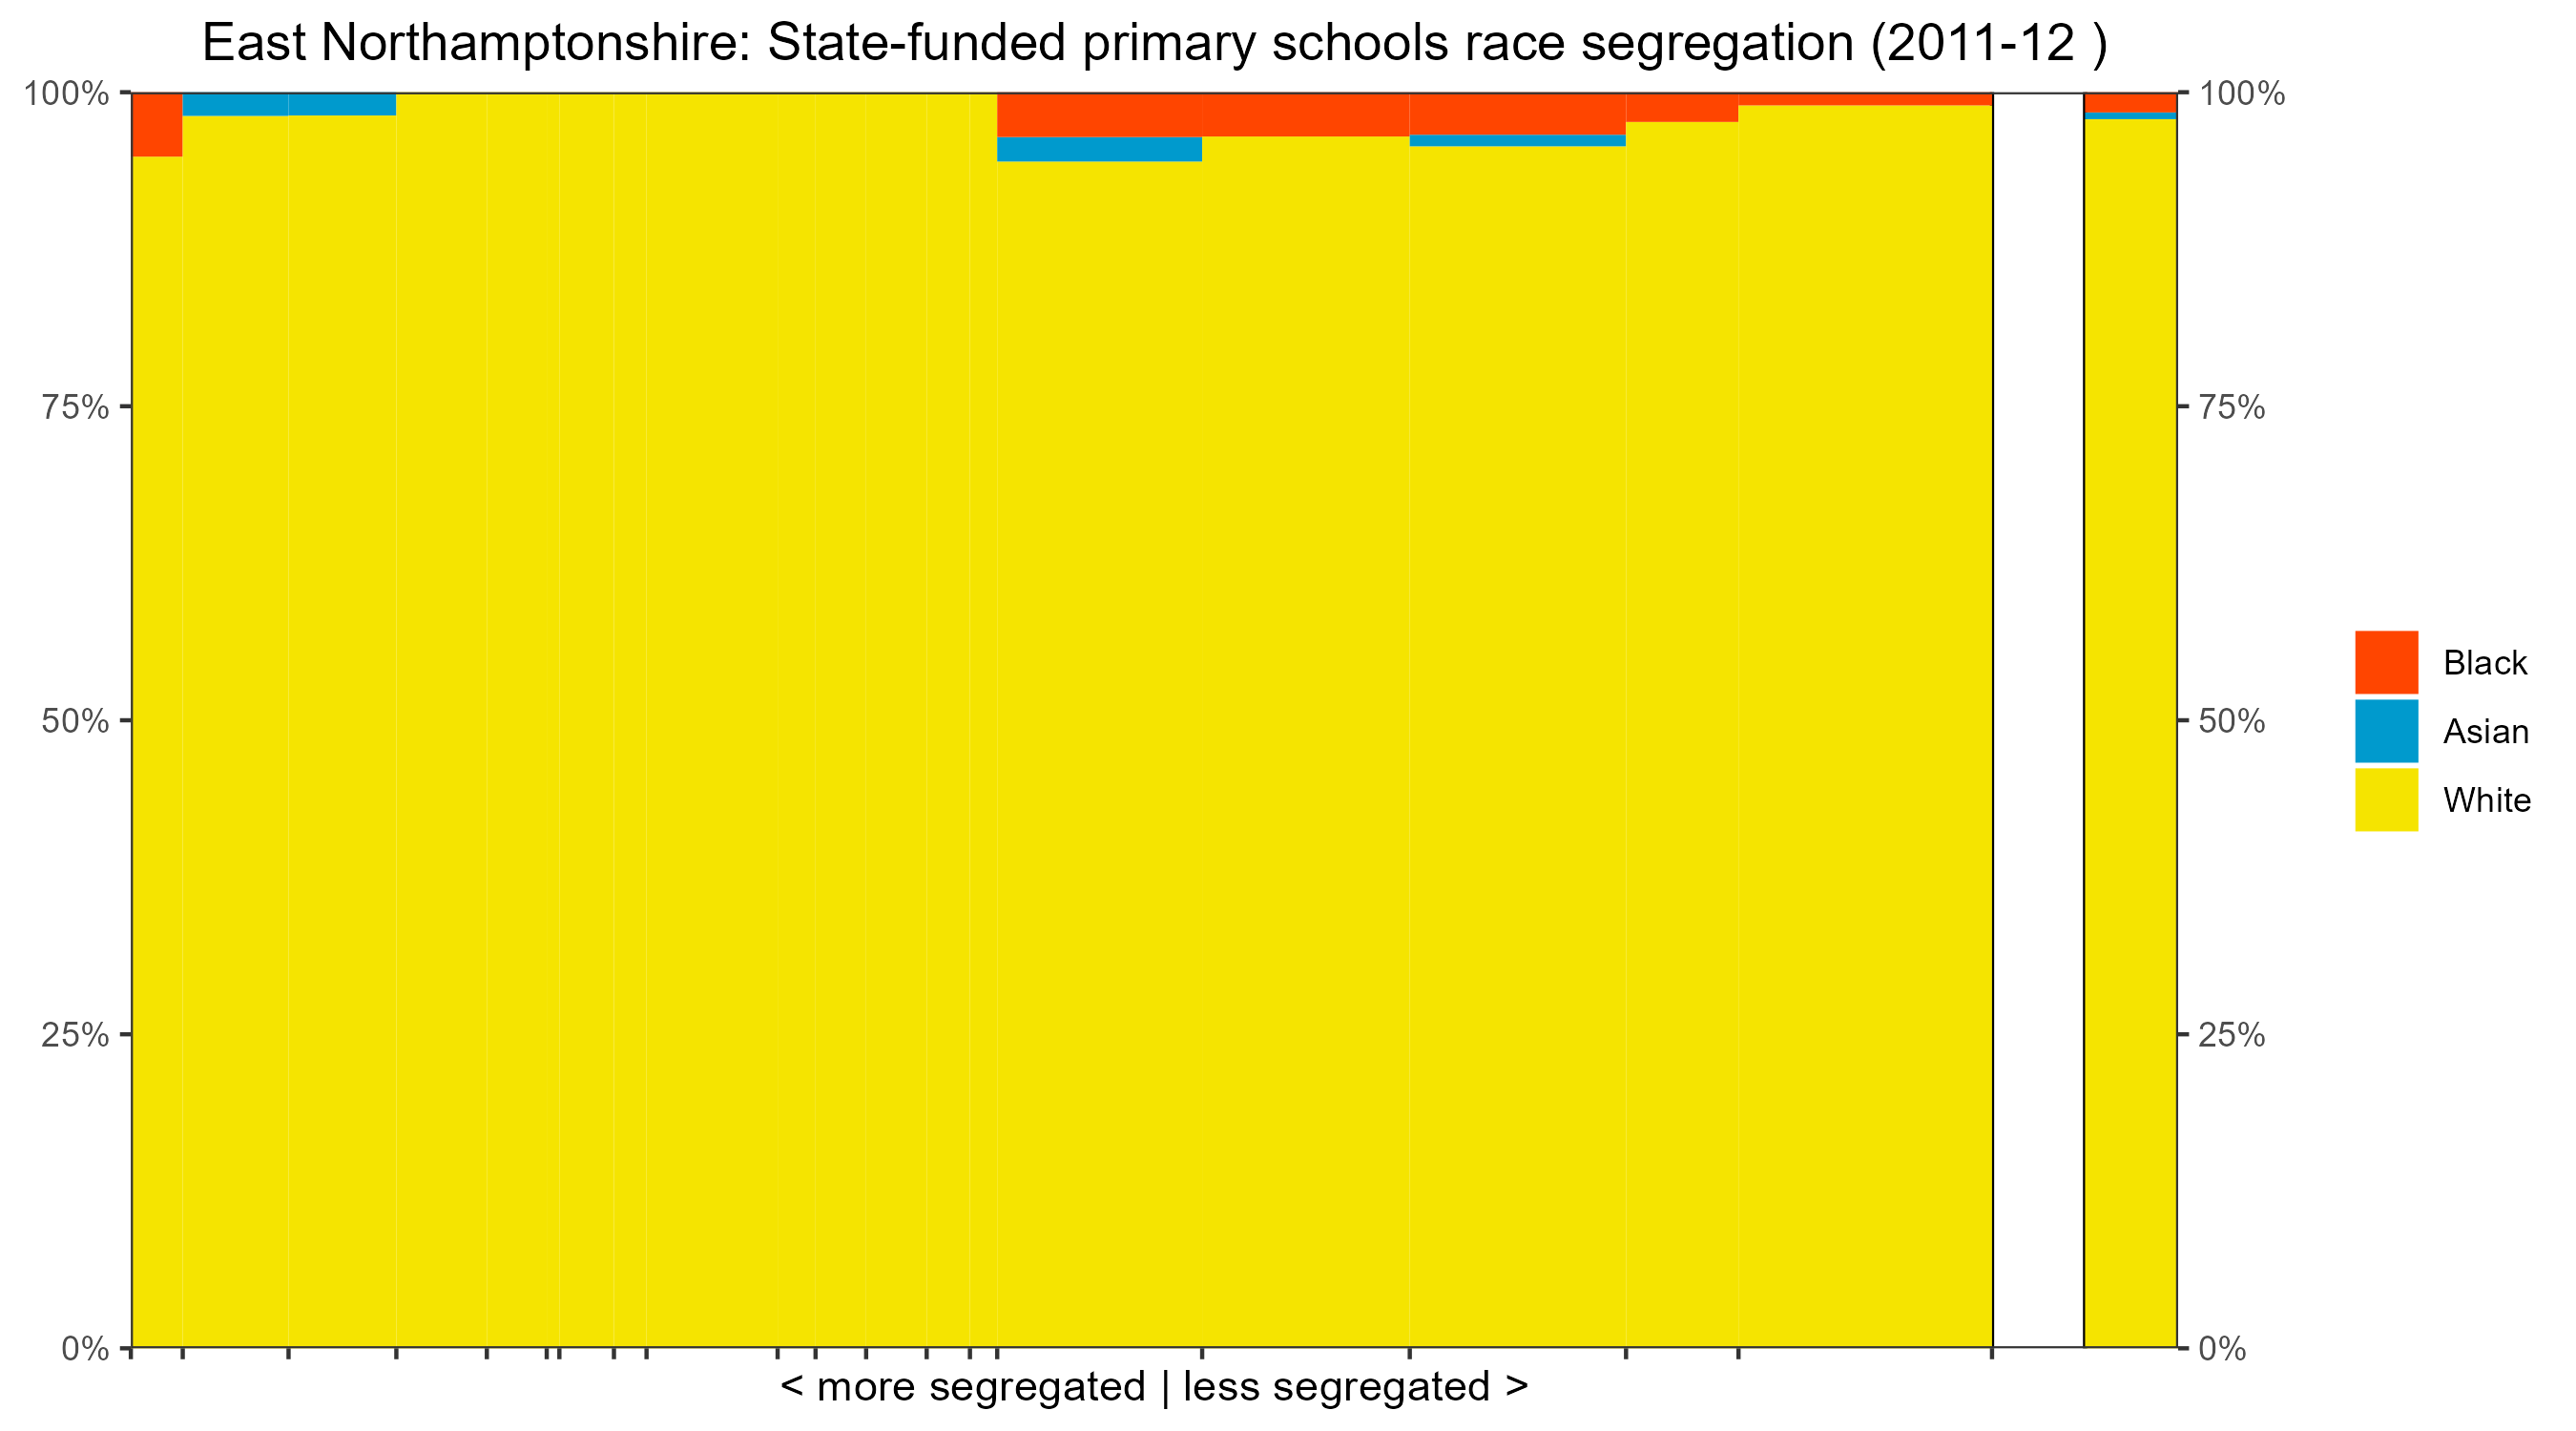 East Northamptonshire: State-funded primary schools race segregation (2011-12 )
100%
75%
50%
25%
0%
100%
75%
50%
25%
0%
Black
Asian
White
< more segregated | less segregated >